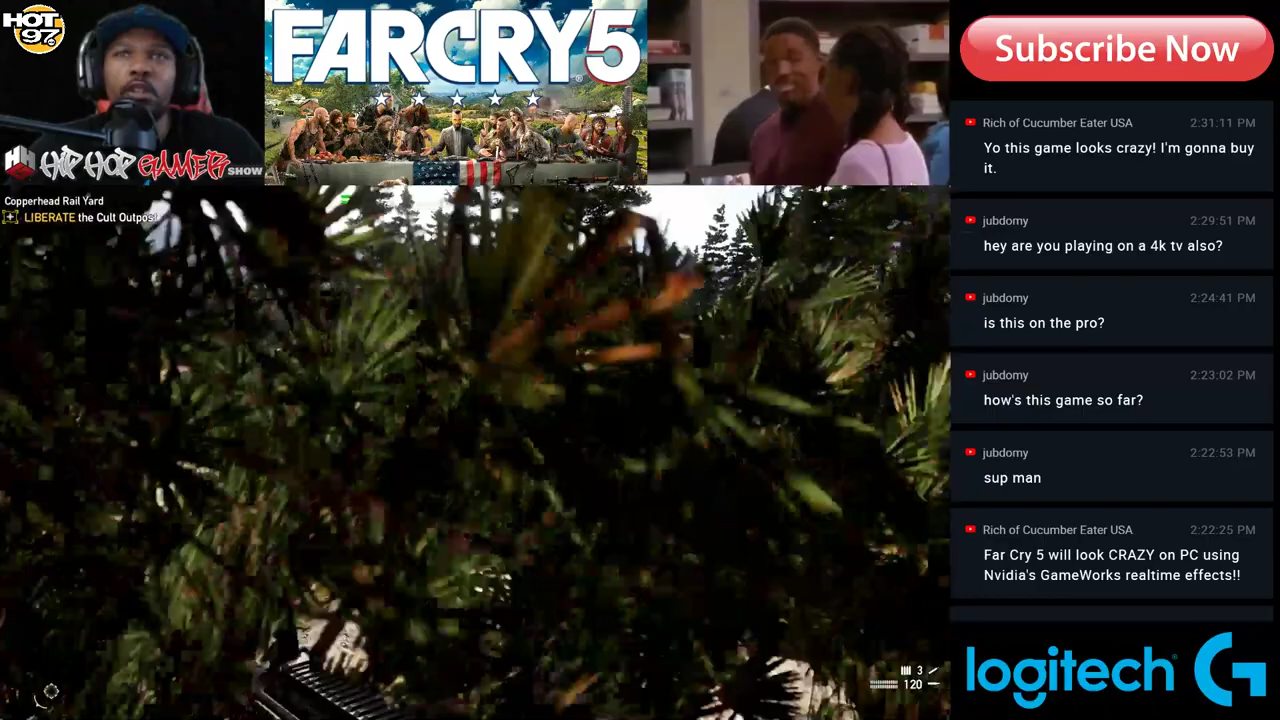 HOT
97
HIP HOP GAMER SHOW
FARCRY5
Subscribe Now
Copperhead Rail Yard
LIBERATE the Cult Outpost
Rich of Cucumber Eater USA 2:31:11 PM
Yo this game looks crazy! I'm gonna buy
it.
jubdomy 2:29:51 PM
hey are you playing on a 4k tv also?
jubdomy 2:24:41 PM
is this on the pro?
jubdomy 2:23:02 PM
how's this game so far?
jubdomy 2:22:53 PM
sup man
Rich of Cucumber Eater USA 2:22:25 PM
Far Cry 5 will look CRAZY on PC using
Nvidia's GameWorks realtime effects!!
3
120
logitech G